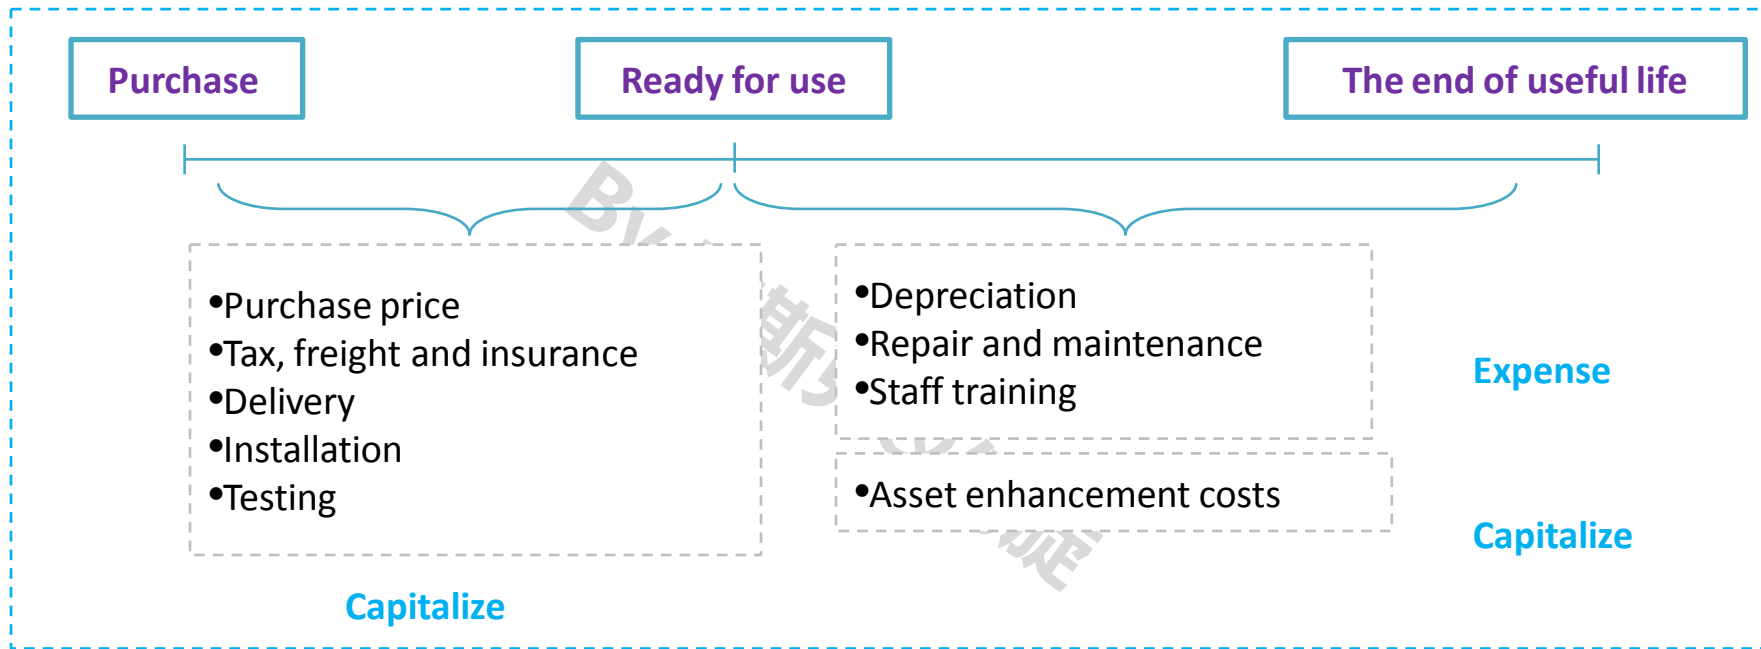 Purchase
Ready for use
The end of useful life
•Purchase price
•Tax, freight and insurance
•Delivery
•Installation
•Testing
•Depreciation
•Repair and maintenance
•Staff training
Expense
•Asset enhancement costs
Capitalize
Capitalize
By